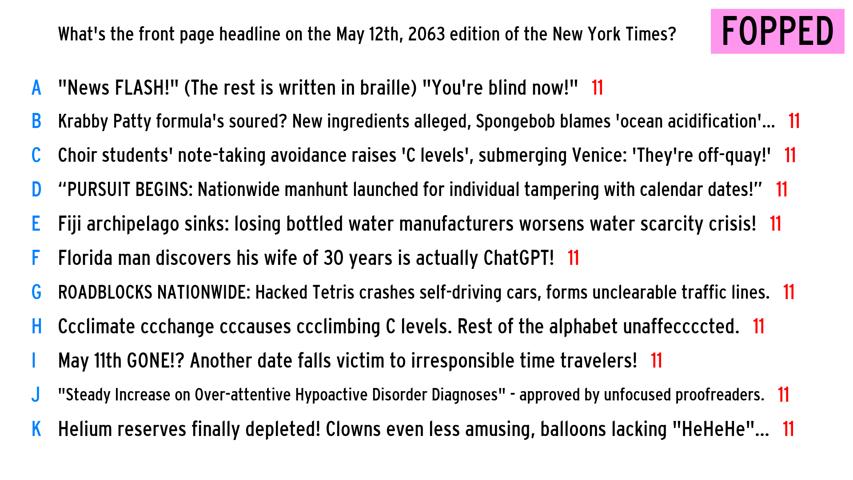 What's the front page headline on the May 12th, 2063 edition of the New York Times?
FOPPED
A "News FLASH!" (The rest is written in braille) "You're blind now!" 11
B Krabby Patty formula's soured? New ingredients alleged, Spongebob blames 'ocean acidification'... 11
C Choir students' note-taking avoidance raises 'C levels', submerging Venice: 'They're off-quay!' 11
D “PURSUIT BEGINS: Nationwide manhunt launched for individual tampering with calendar dates!” 11
E Fiji archipelago sinks: losing bottled water manufacturers worsens water scarcity crisis! 11
F Florida man discovers his wife of 30 years is actually ChatGPT! 11
G ROADBLOCKS NATIONWIDE: Hacked Tetris crashes self-driving cars, forms unclearable traffic lines. 11
H Ccclimate ccchange cccauses ccclimbing C levels. Rest of the alphabet unaffecccccted. 11
I May 11th GONE!? Another date falls victim to irresponsible time travelers! 11
J "Steady Increase on Over-attentive Hypoactive Disorder Diagnoses" - approved by unfocused proofreaders. 11
K Helium reserves finally depleted! Clowns even less amusing, balloons lacking "HeHeHe"... 11